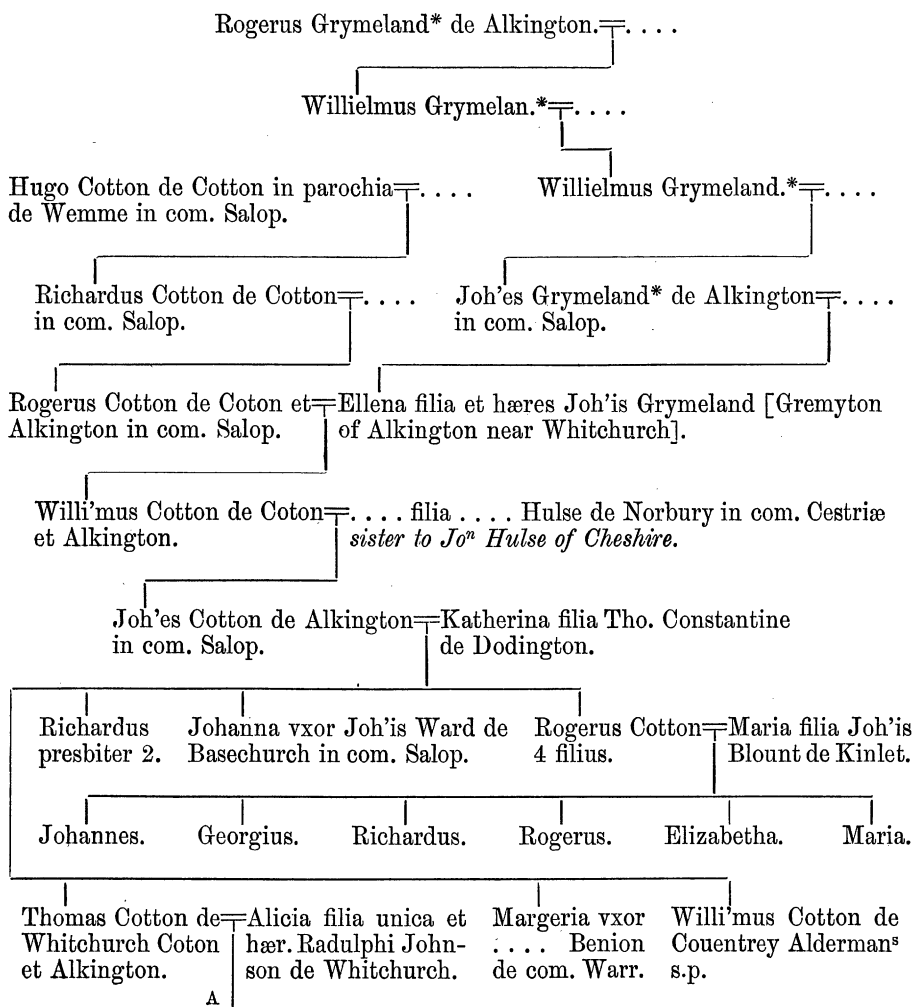 Rogerus Grymeland* de Alkington.╤. . . .
Willielmus Grymelan.*╤. . . .
Hugo Cotton de Cotton in parochia╤. . . .
de Wemme in com. Salop.
Willielmus Grymeland.*╤. . . .
Richardus Cotton de Cotton╤. . . .
in com. Salop.
Joh'es Grymeland* de Alkington╤. . . .
in com. Salop.
Rogerus Cotton de Coton et╤Ellena filia et hæres Joh'is Grymeland [Gremyton
Alkington in com. Salop. of Alkington near Whitchurch].
Willi'mus Cotton de Coton╤. . . . filia . . . . Hulse de Norbury in com. Cestriæ
et Alkington. sister to Joⁿ Hulse of Cheshire.
Joh'es Cotton de Alkington╤Katherina filia Tho. Constantine
in com. Salop. de Dodington.
Richardus
presbiter 2.
Johanna vxor Joh'is Ward de
Basechurch in com. Salop.
Rogerus Cotton╤Maria filia Joh'is
4 filius. Blount de Kinlet.
Johannes. Georgius. Richardus. Rogerus. Elizabetha. Maria.
Thomas Cotton de╤Alicia filia unica et
Whitchurch Coton hær. Radulphi John-
et Alkington. son de Whitchurch.
A
Margeria vxor
. . . . Benion
de com. Warr.
Willi'mus Cotton de
Couentrey Aldermanˢ
s.p.